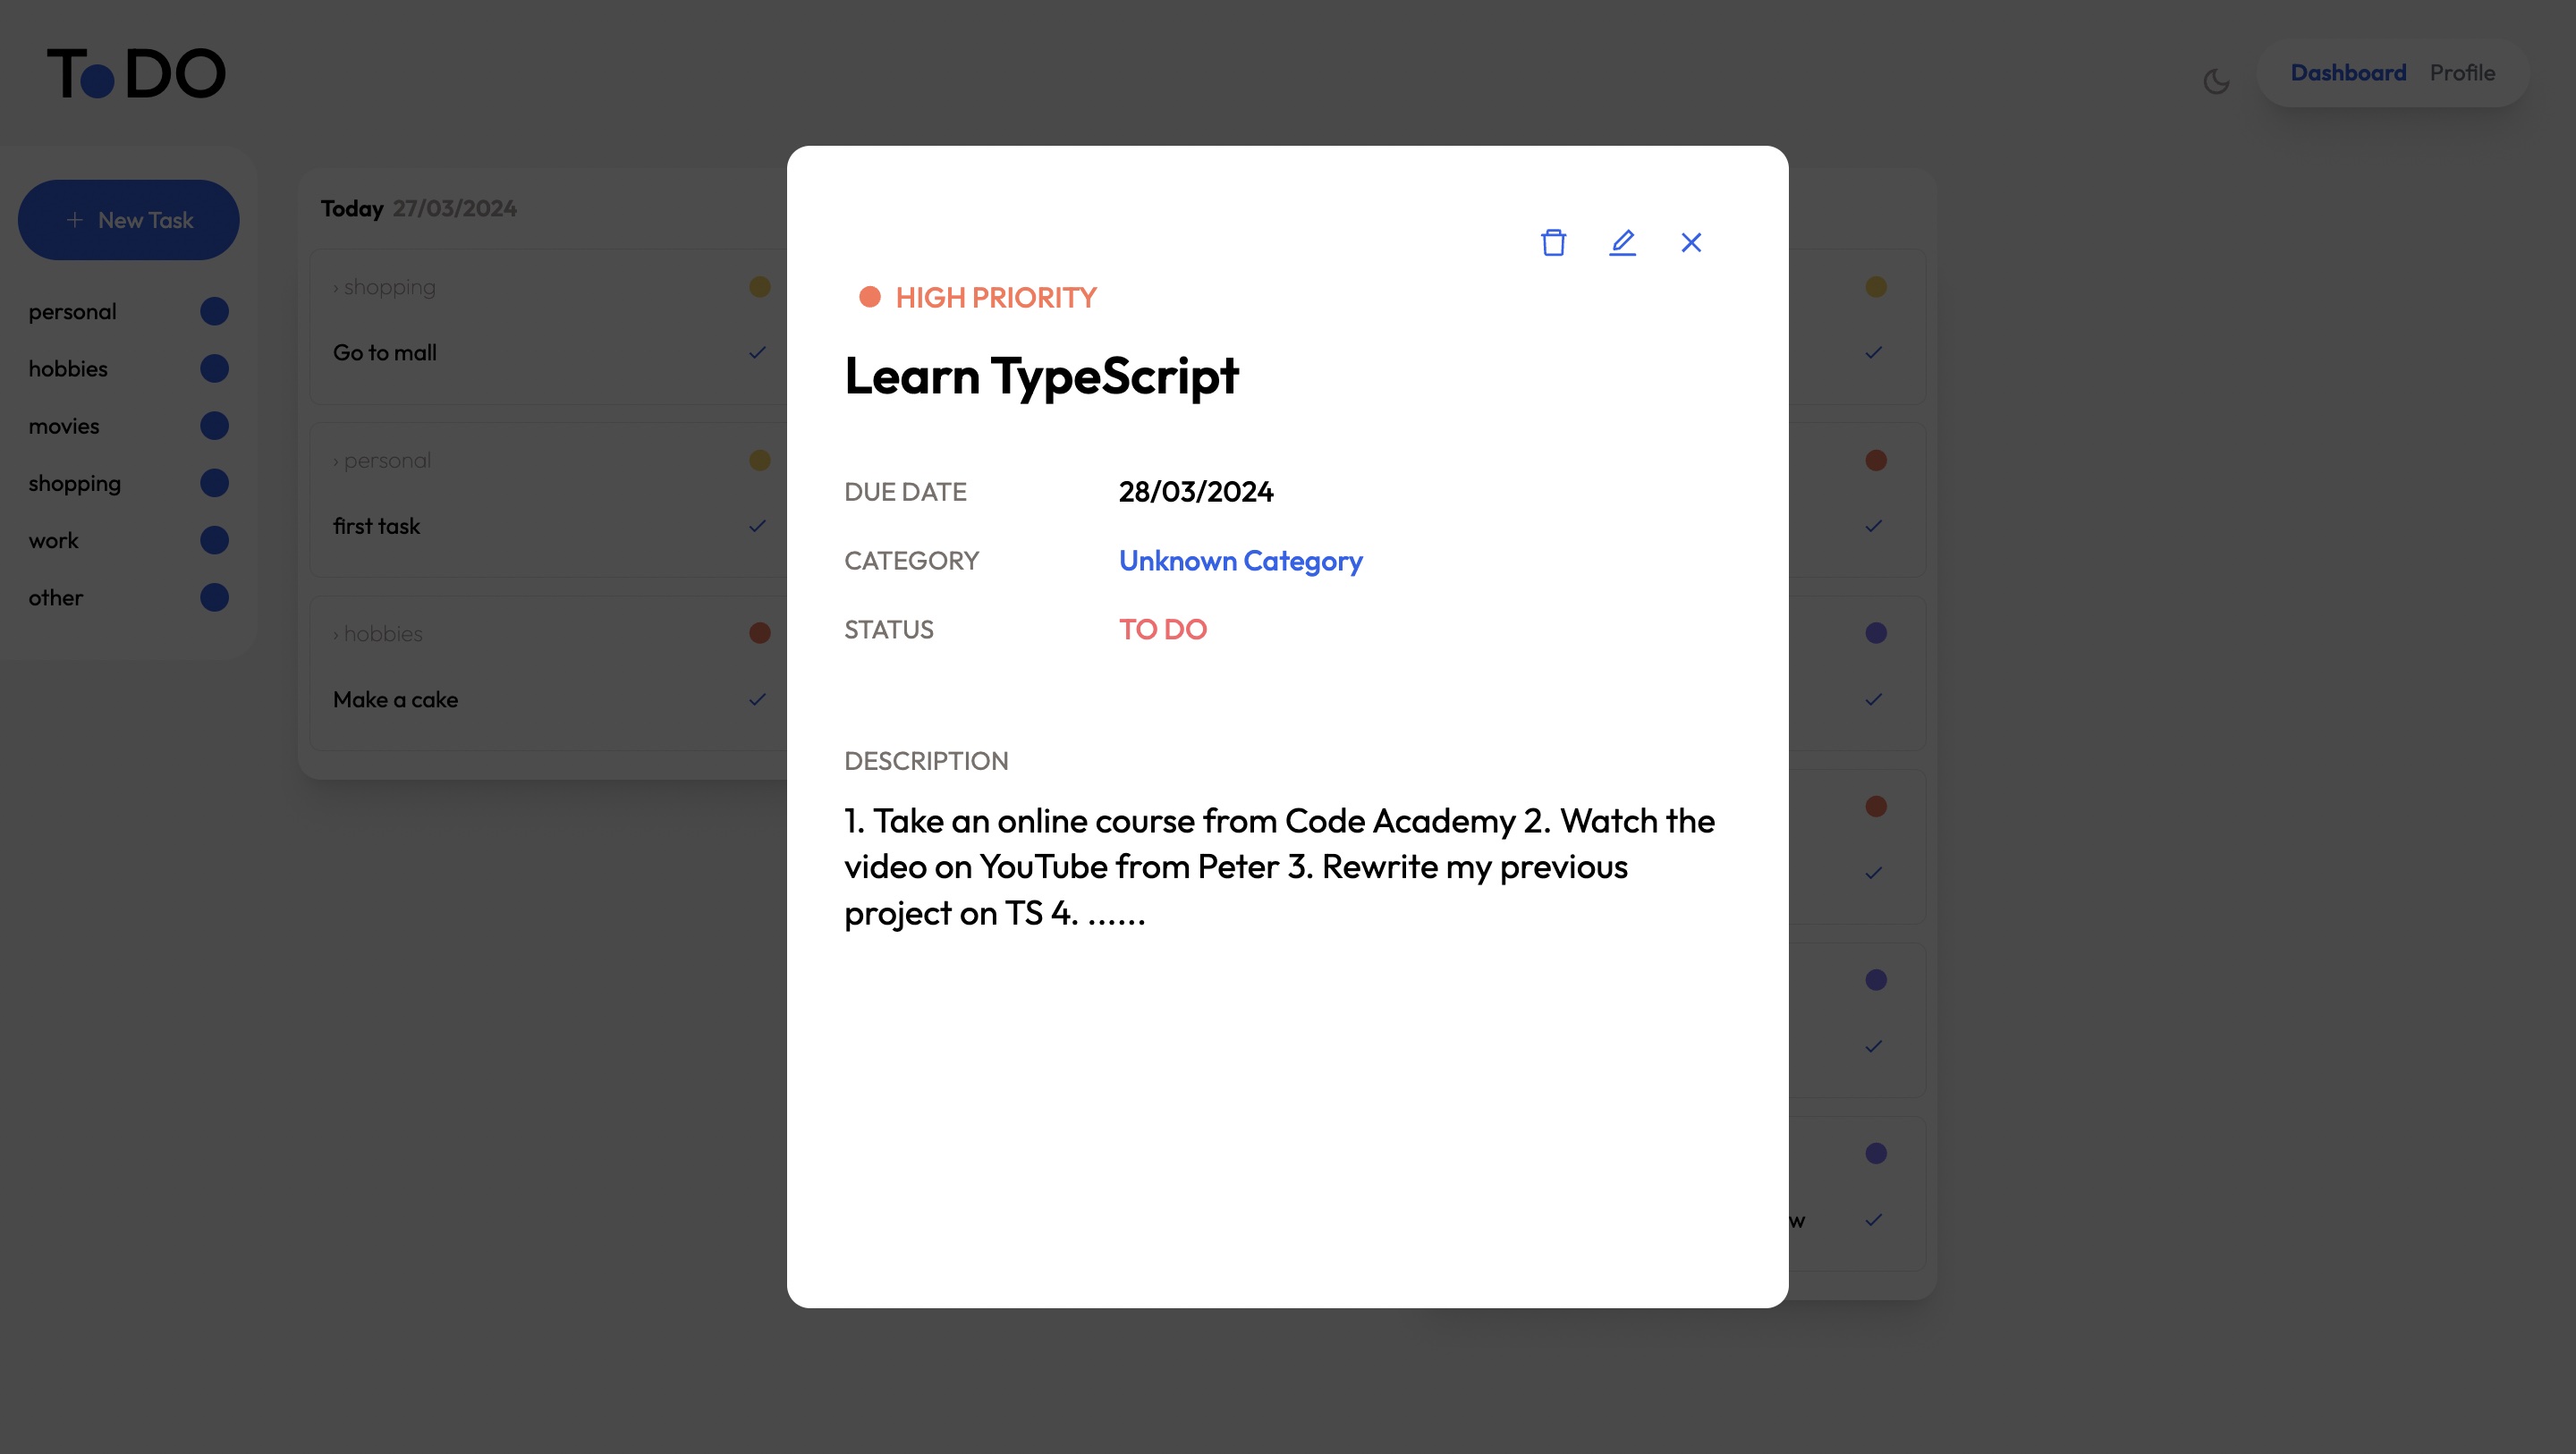 ToDO
Dashboard Profile
+ New Task
personal
hobbies
movies
shopping
work
other
Today 27/03/2024
› shopping
Go to mall
› personal
first task
› hobbies
Make a cake
HIGH PRIORITY
Learn TypeScript
DUE DATE 28/03/2024
CATEGORY Unknown Category
STATUS TO DO
DESCRIPTION
1. Take an online course from Code Academy 2. Watch the
video on YouTube from Peter 3. Rewrite my previous
project on TS 4. ......